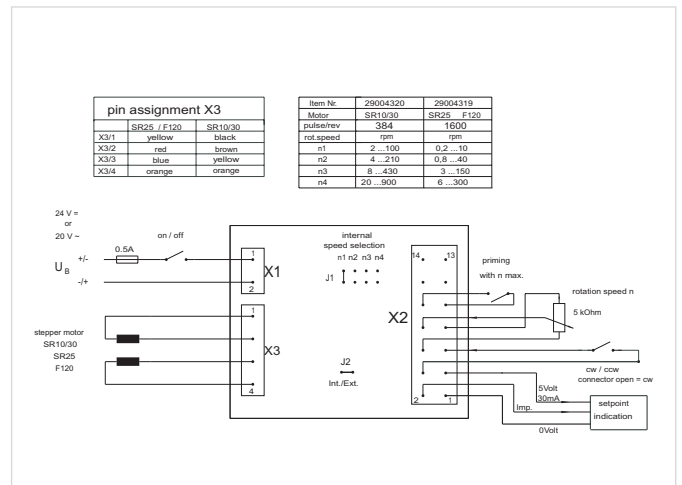 pin assignment X3
SR25 / F120 SR10/30
X3/1 yellow black
X3/2 red brown
X3/3 blue yellow
X3/4 orange orange
Item Nr. 29004320 29004319
Motor SR10/30 SR25 F120
pulse/rev 384 1600
rot.speed rpm rpm
n1 2 ...100 0,2 ...10
n2 4 ...210 0,8 ...40
n3 8 ...430 3 ...150
n4 20 ...900 6 ...300
24 V =
or
20 V ~
on / off
0.5A
+/-
U B
-/+
1
X1
2
internal
speed selection
n1 n2 n3 n4
J1
14
13
priming
with n max.
rotation speed n
5 kOhm
X2
1
X3
4
stepper motor
SR10/30
SR25
F120
J2
Int./Ext.
cw / ccw
connector open = cw
5Volt
30mA
2
1
Imp.
setpoint
indication
0Volt